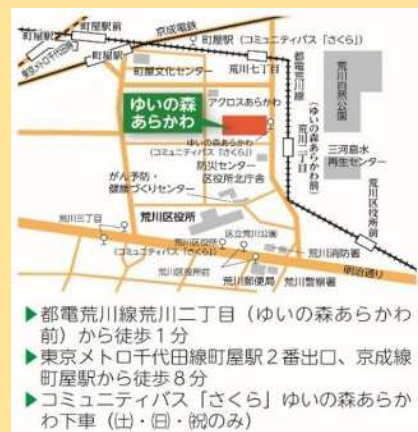 町屋駅前
京成電鉄
町屋駅(コミュニティバス「さくら」)
東京メトロ千代田線
町屋駅
町屋文化センター
荒川七丁目
都電荒川線
荒川自然公園
ゆいの森
あらかわ
アクロスあらかわ
荒川二丁目
(ゆいの森あらかわ前)
ゆいの森あらかわ
(コミュニティバス「さくら」)
三河島水
再生センター
防災センター
区役所北庁舎
がん予防・
健康づくりセンター
荒川区役所前
荒川三丁目
荒川区役所
区立荒川公園
荒川区役所
(コミュニティバス「さくら」)
荒川消防署
荒川区役所前
荒川郵便局
荒川警察署
明治通り
▶都電荒川線荒川二丁目(ゆいの森あらかわ
前)から徒歩1分
▶東京メトロ千代田線町屋駅2番出口、京成線
町屋駅から徒歩8分
▶コミュニティバス「さくら」ゆいの森あらか
わ下車(㈯・㈰・㈷のみ)